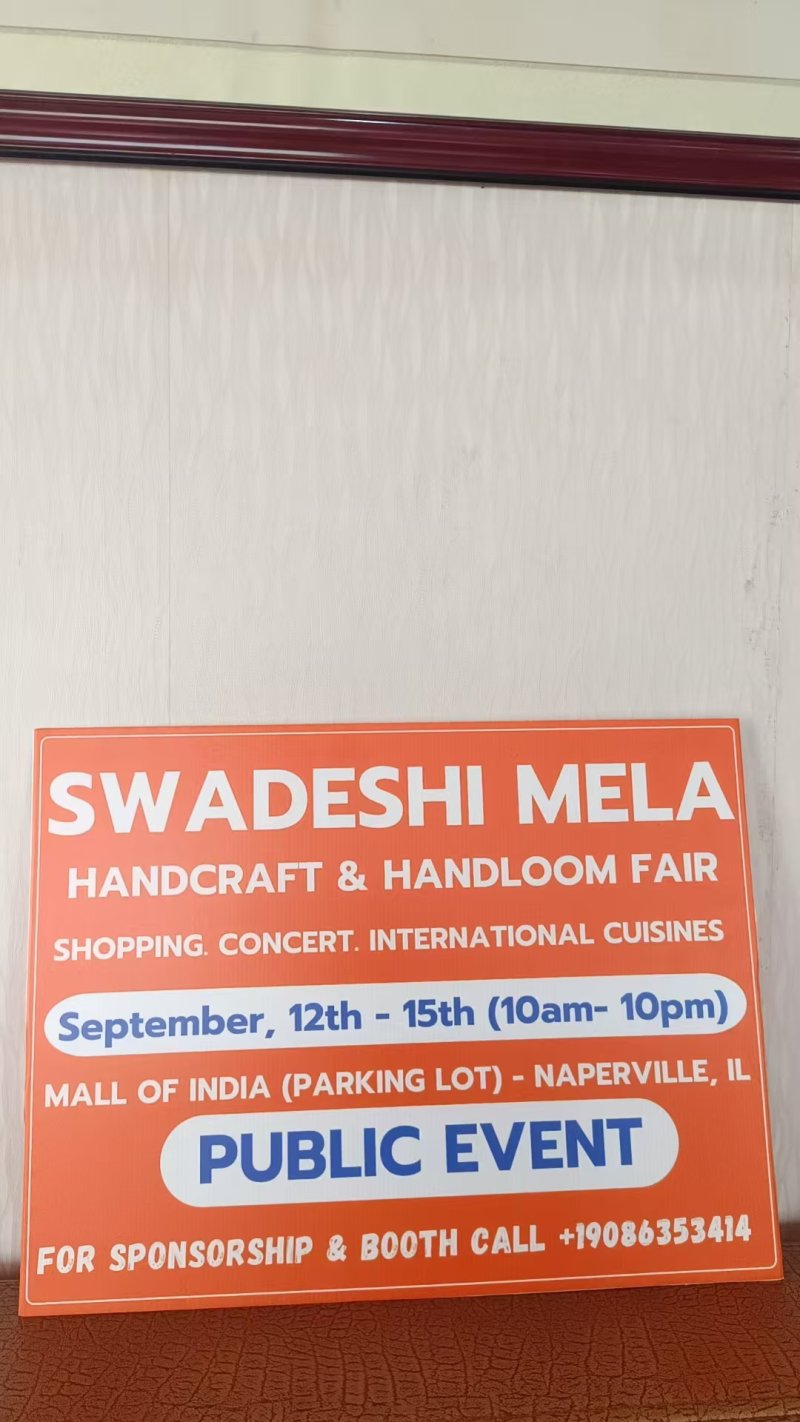 SWADESHI MELA
HANDCRAFT & HANDLOOM FAIR
SHOPPING. CONCERT. INTERNATIONAL CUISINES
September, 12th - 15th (10am- 10pm)
MALL OF INDIA (PARKING LOT) - NAPERVILLE, IL
PUBLIC EVENT
FOR SPONSORSHIP & BOOTH CALL +19086353414